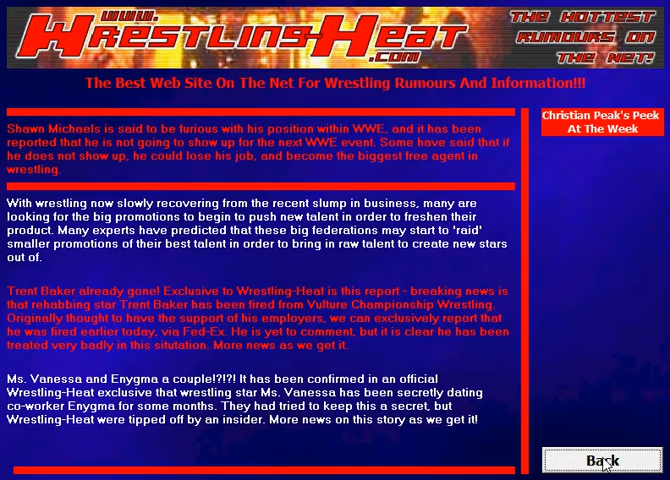 www.
Wrestling-Heat
.com
The Hottest
Rumours On
The Net!
The Best Web Site On The Net For Wrestling Rumours And Information!!!
Shawn Michaels is said to be furious with his position within WWE, and it has been
reported that he is not going to show up for the next WWE event. Some have said that if
he does not show up, he could lose his job, and become the biggest free agent in
wrestling.
Christian Peak's Peek
At The Week
With wrestling now slowly recovering from the recent slump in business, many are
looking for the big promotions to begin to push new talent in order to freshen their
product. Many experts have predicted that these big federations may start to 'raid'
smaller promotions of their best talent in order to bring in raw talent to create new stars
out of.
Trent Baker already gone! Exclusive to Wrestling-Heat is this report - breaking news is
that rehabbing star Trent Baker has been fired from Vulture Championship Wrestling.
Originally thought to have the support of his employers, we can exclusively report that
he was fired earlier today, via Fed-Ex. He is yet to comment, but it is clear he has been
treated very badly in this situtation. More news as we get it.
Ms. Vanessa and Enygma a couple!?!?! It has been confirmed in an official
Wrestling-Heat exclusive that wrestling star Ms. Vanessa has been secretly dating
co-worker Enygma for some months. They had tried to keep this a secret, but
Wrestling-Heat were tipped off by an insider. More news on this story as we get it!
Back